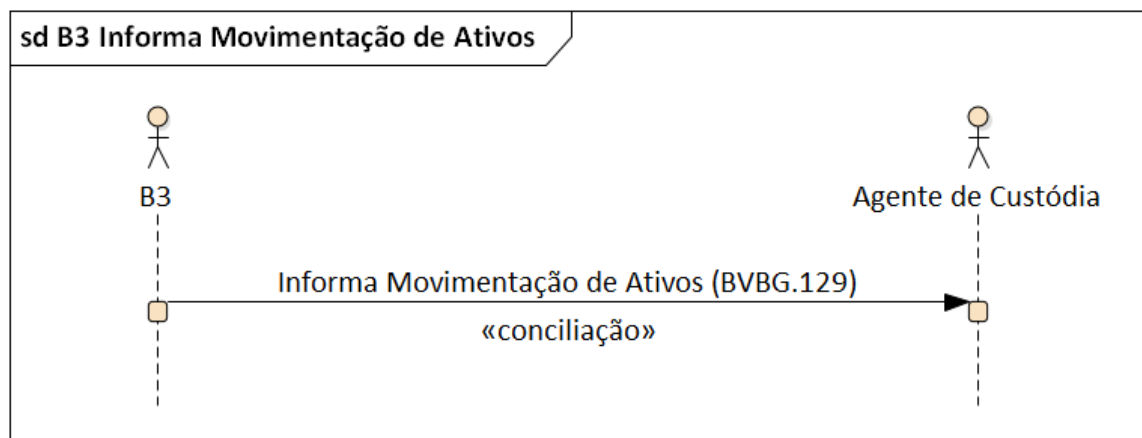 sd B3 Informa Movimentação de Ativos
B3
Agente de Custódia
Informa Movimentação de Ativos (BVBG.129)
«conciliação»